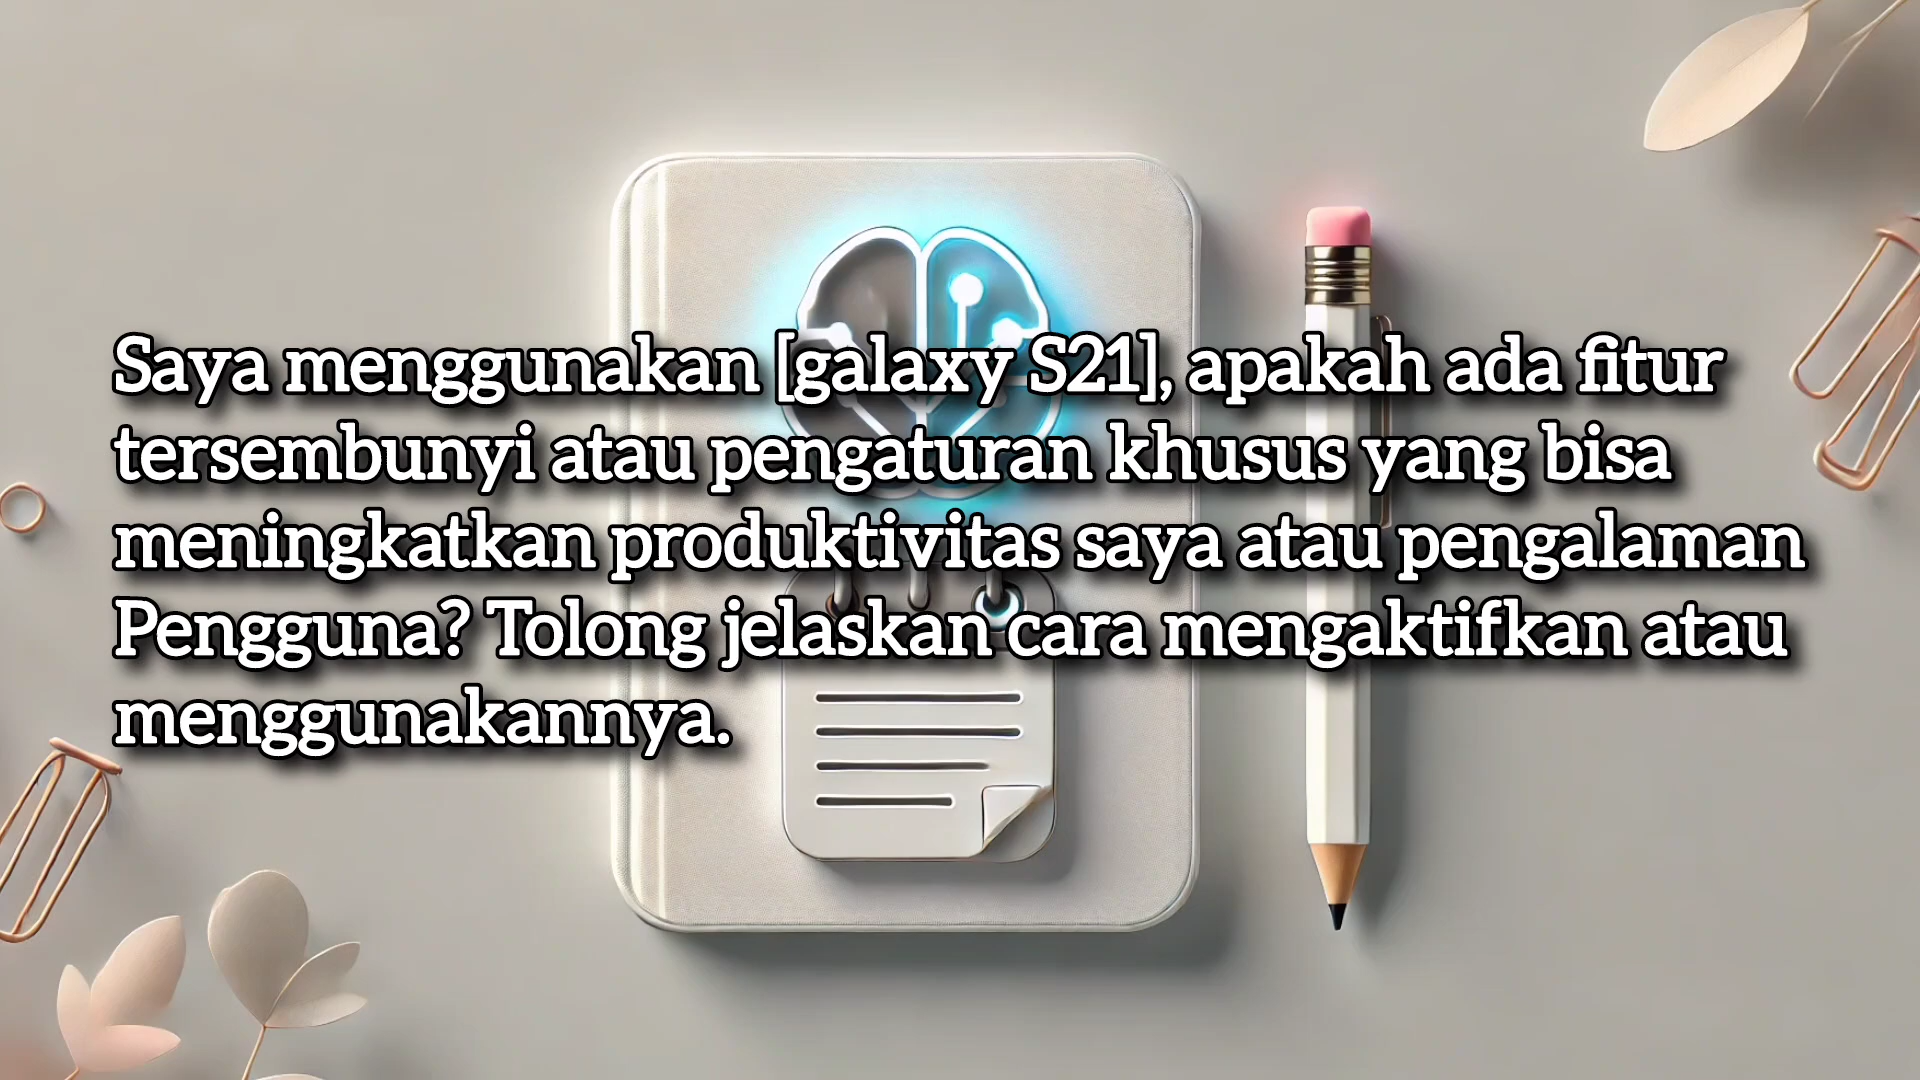 Saya menggunakan [galaxy S21], apakah ada fitur
tersembunyi atau pengaturan khusus yang bisa
meningkatkan produktivitas saya atau pengalaman
Pengguna? Tolong jelaskan cara mengaktifkan atau
menggunakannya.